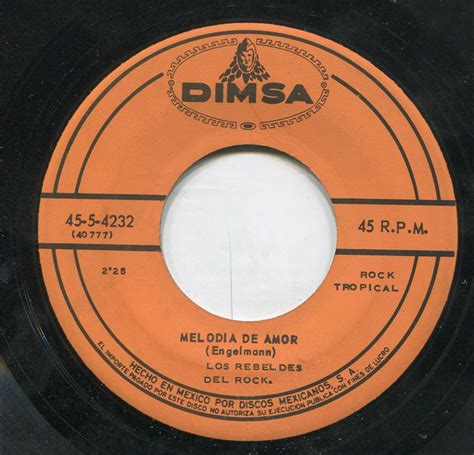 DIMSA
45-5-4232
(40777)
45 R.P.M.
2'26
ROCK
TROPICAL
MELODIA DE AMOR
(Engelmann)
LOS REBELDES
DEL ROCK.
HECHO EN MEXICO POR DISCOS MEXICANOS, S. A.
EL IMPORTE PAGADO POR ESTE DISCO NO AUTORIZA SU EJECUCION PUBLICA CON FINES DE LUCRO